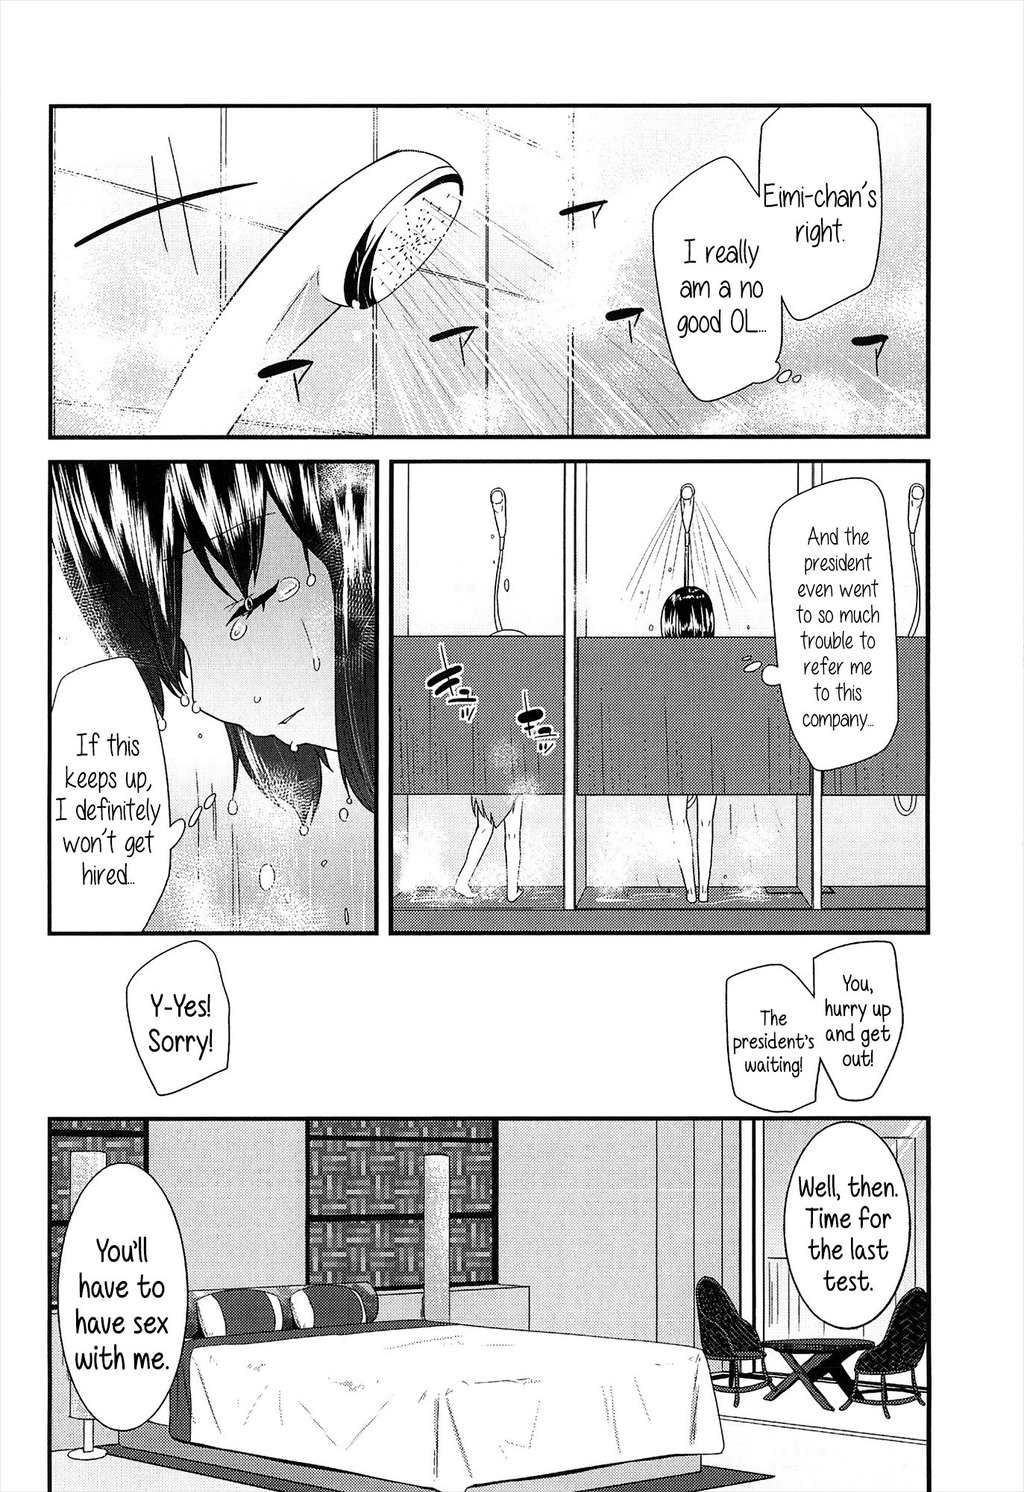 Eimi-chan's
right.
I really
am a no
good OL...
And the
president
even went
to so much
trouble to
refer me
to this
company...
If this
keeps up,
I definitely
won't get
hired...
You,
hurry up
and get
out!
The
president's
waiting!
Y-Yes!
Sorry!
Well, then.
Time for
the last
test.
You'll
have to
have sex
with me.